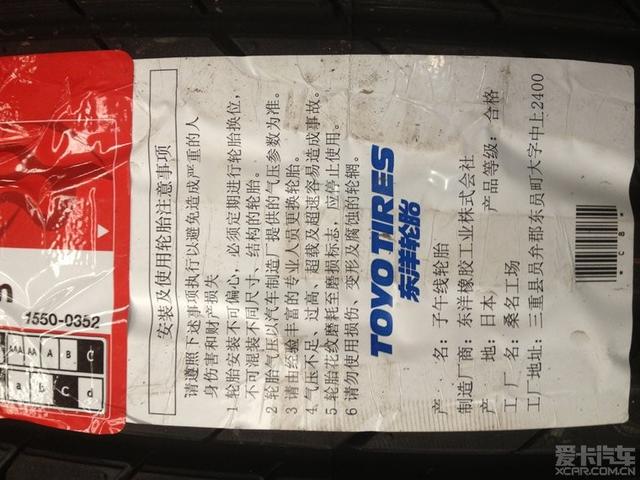 安装及使用轮胎注意事项
请遵照下述事项执行以避免造成严重的人
身伤害和财产损失
1 轮胎安装不可偏心，必须定期进行轮胎换位，
不可混装不同尺寸、结构的轮胎。
2 轮胎气压以汽车制造厂提供的气压参数为准。
3 请由经验丰富的专业人员更换轮胎。
4 气压不足、过高、超载及超速容易造成事故。
5 轮胎花纹磨耗至磨损标志，应停止使用。
6 请勿使用损伤、变形及腐蚀的轮辋。
TOYO TIRES
东洋轮胎
产 名：子午线轮胎
制造厂商：东洋橡胶工业株式会社
产 地：日本 产品等级：合格
工 厂 名：桑名工场
工厂地址：三重县员弁郡东员町大字中上2400
*C8*
1550-0352
AAA AA A B C
a b C d
爱卡汽车
XCAR.COM.CN